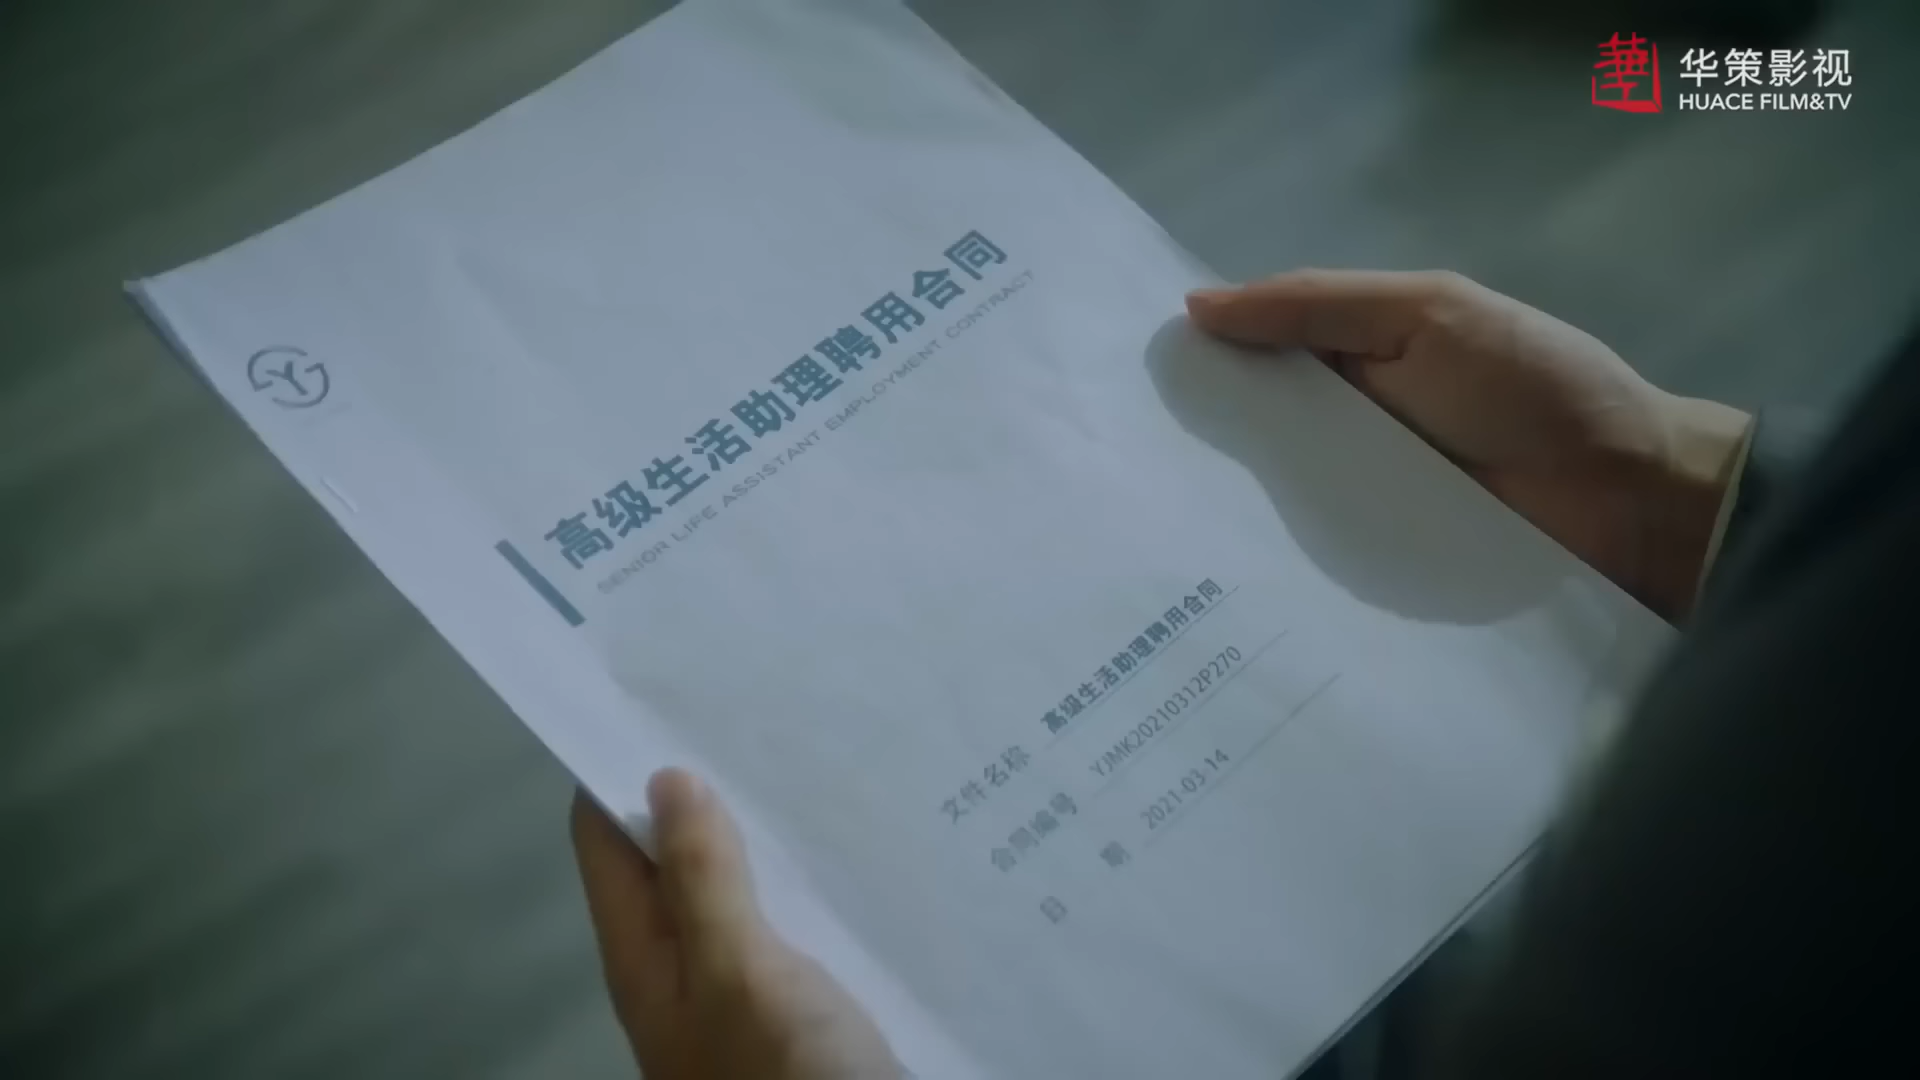 华策影视
HUACE FILM&TV
高级生活助理聘用合同
SENIOR LIFE ASSISTANT EMPLOYMENT CONTRACT
文件名称 高级生活助理聘用合同
合同编号 YJMK20210312P270
日期 2021-03-14